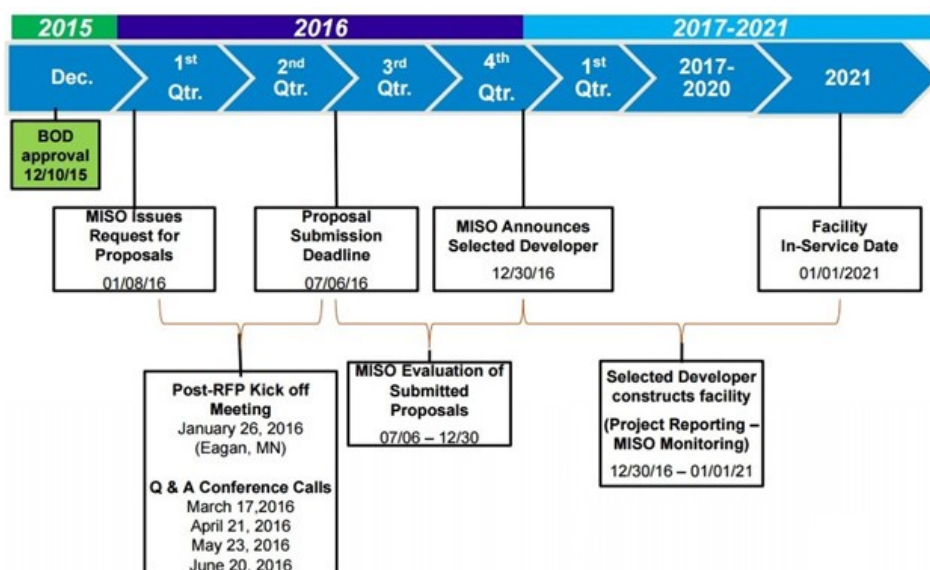 2015
2016
2017-2021
Dec.
1st
Qtr.
2nd
Qtr.
3rd
Qtr.
4th
Qtr.
1st
Qtr.
2017-
2020
2021
BOD
approval
12/10/15
MISO Issues
Request for
Proposals
01/08/16
Proposal
Submission
Deadline
07/06/16
MISO Announces
Selected Developer
12/30/16
Facility
In-Service Date
01/01/2021
Post-RFP Kick off
Meeting
January 26, 2016
(Eagan, MN)
Q & A Conference Calls
March 17,2016
April 21, 2016
May 23, 2016
June 20, 2016
MISO Evaluation of
Submitted
Proposals
07/06 – 12/30
Selected Developer
constructs facility
(Project Reporting –
MISO Monitoring)
12/30/16 – 01/01/21